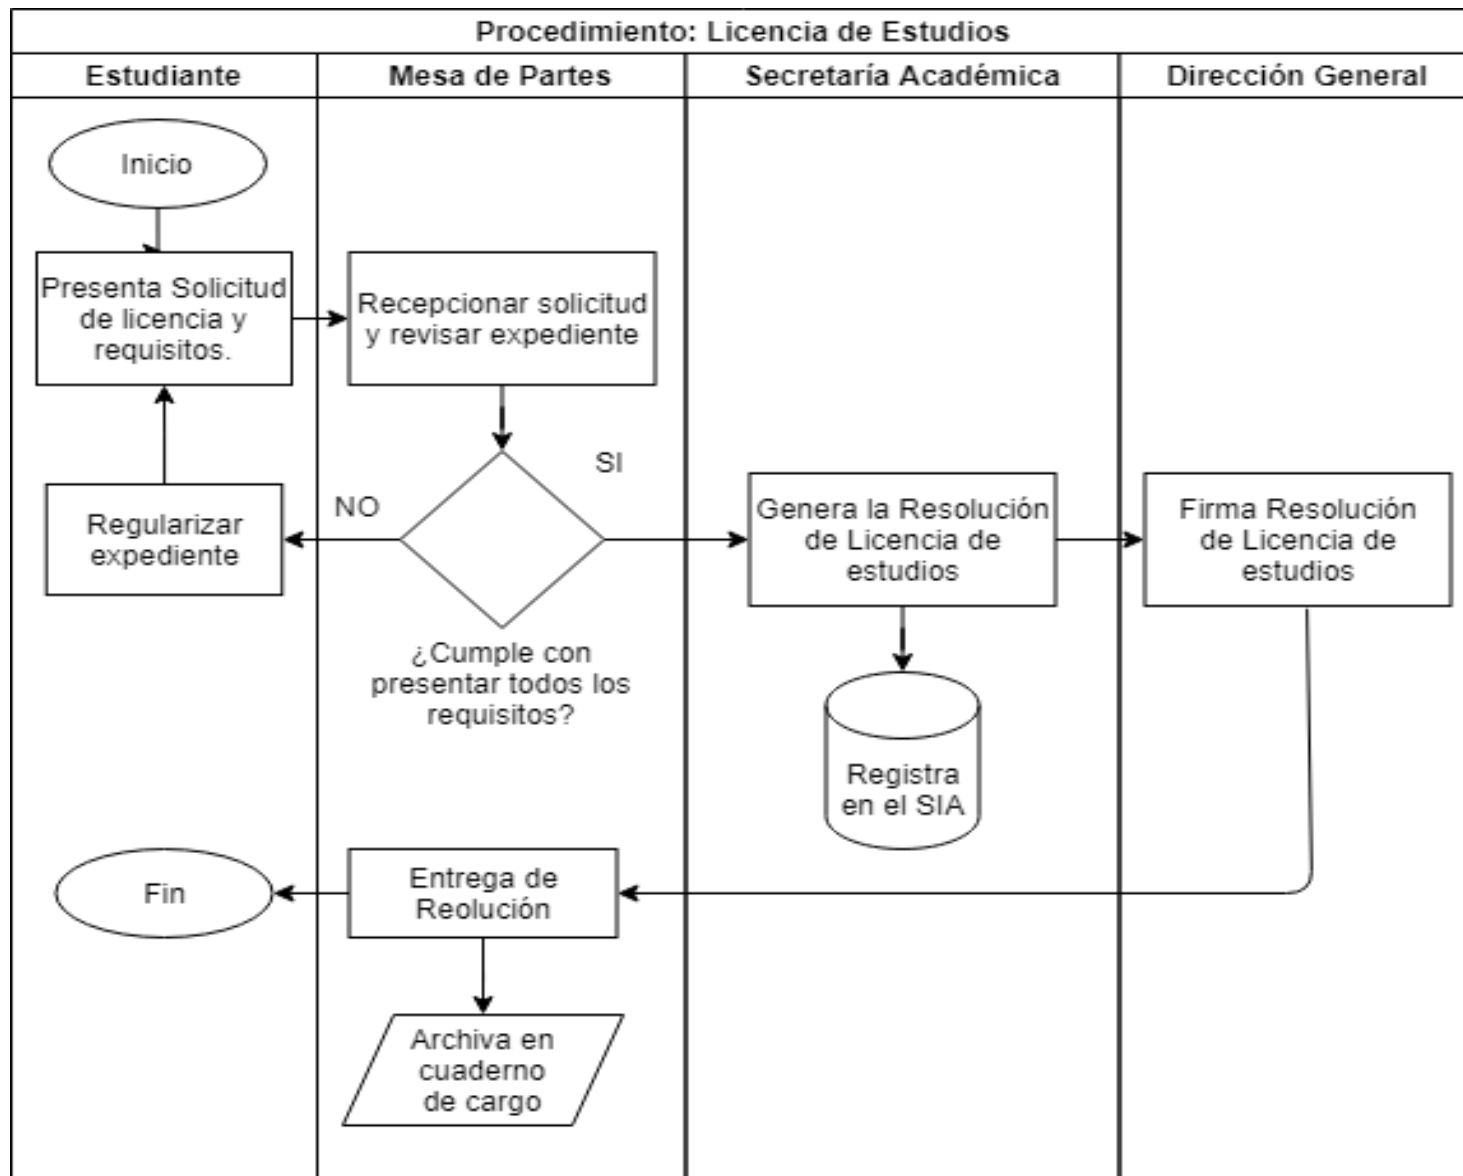 Procedimiento: Licencia de Estudios
Estudiante
Mesa de Partes
Secretaría Académica
Dirección General
Inicio
Presenta Solicitud
de licencia y
requisitos.
Recepcionar solicitud
y revisar expediente
SI
NO
Regularizar
expediente
Genera la Resolución
de Licencia de
estudios
Firma Resolución
de Licencia de
estudios
¿Cumple con
presentar todos los
requisitos?
Registra
en el SIA
Fin
Entrega de
Reolución
Archiva en
cuaderno
de cargo